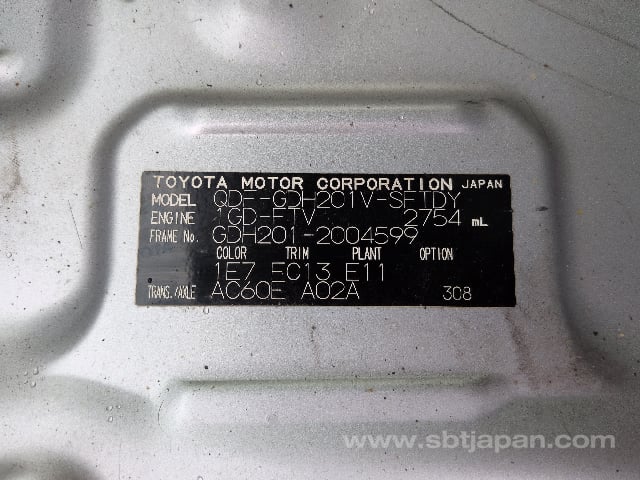 TOYOTA MOTOR CORPORATION JAPAN
MODEL QDF-GDH201V-SFTDY
ENGINE 1GD-FTV 2754 mL
FRAME No. GDH201-2004599
COLOR TRIM PLANT OPTION
1E7 EC13 E11
TRANS./AXLE AC60E A02A 3C8
www.sbtjapan.com